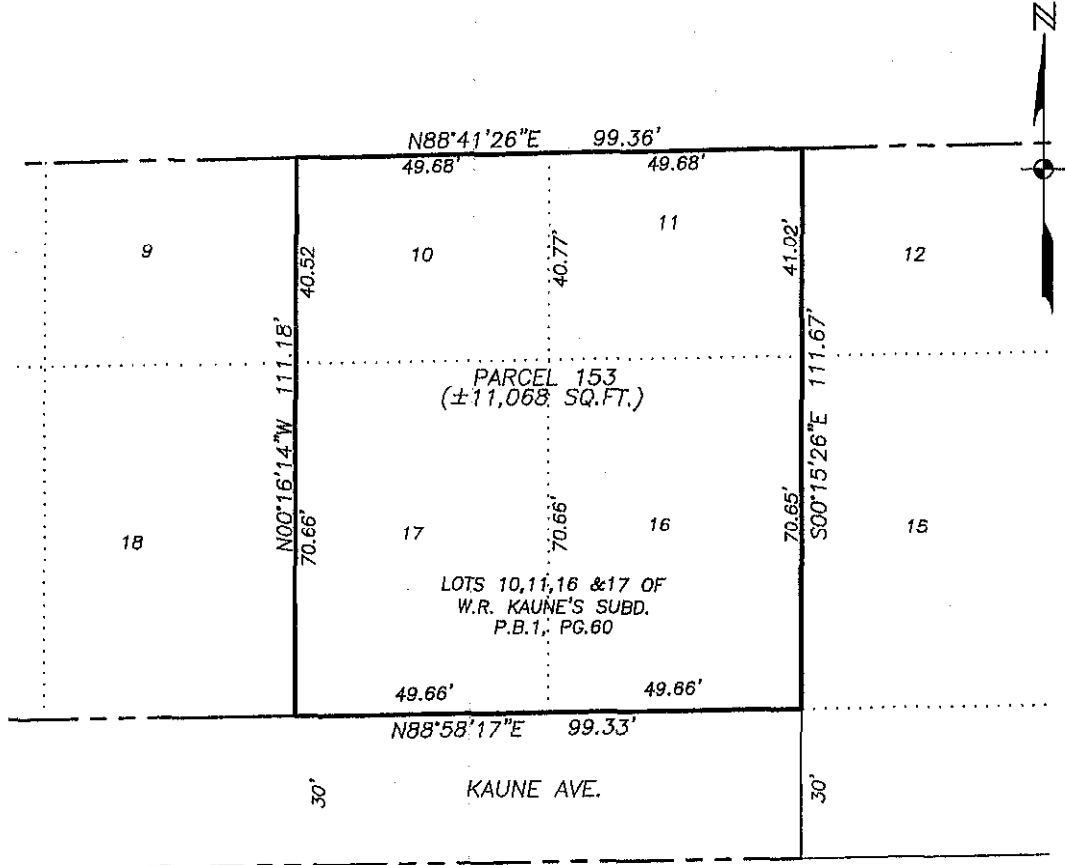 N
N88°41'26"E 99.36'
49.68' 49.68'
9
40.52
10
40.77'
11
41.02'
12
N00°16'14"W 111.18'
S00°15'26"E 111.67'
PARCEL 153
(±11,068 SQ.FT.)
18
70.66'
17
70.66'
16
70.65'
15
LOTS 10,11,16 &17 OF
W.R. KAUNE'S SUBD.
P.B.1, PG.60
49.66' 49.66'
N88°58'17"E 99.33'
30'
KAUNE AVE.
30'